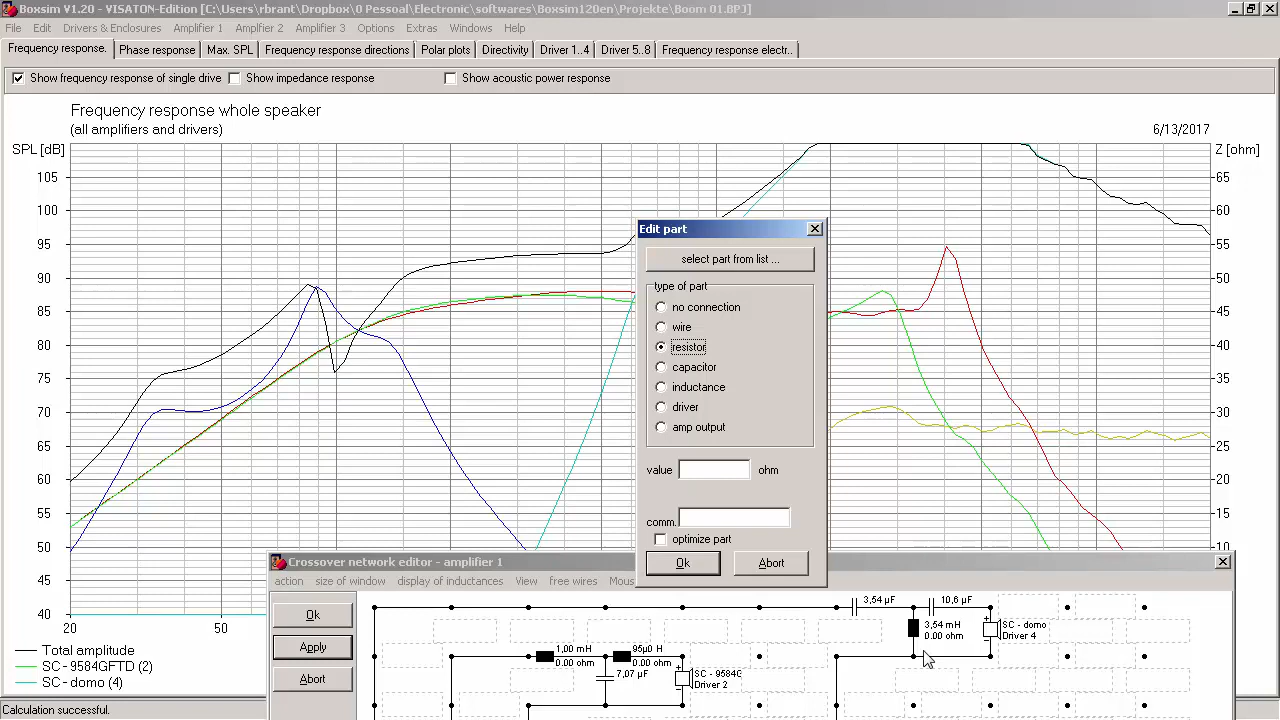 Boxsim V1.20 - VISATON-Edition [C:\Users\rbrant\Dropbox\0 Pessoal\Electronic\Softwares\Boxsim120en\Projekte\Boom 01.BPJ]
File Edit Drivers & Enclosures Amplifier 1 Amplifier 2 Amplifier 3 Options Extras Windows Help
Frequency response. Phase response Max. SPL Frequency response directions Polar plots Directivity Driver 1..4 Driver 5..8 Frequency response electr..
Show frequency response of single drive Show impedance response Show acoustic power response
Frequency response whole speaker
(all amplifiers and drivers)
6/13/2017
SPL [dB]
Z [ohm]
105
65
100
60
95
55
90
50
85
45
80
40
75
35
70
30
65
25
60
20
55
15
50
10
45
40
20
50
Total amplitude
SC - 9584GFTD (2)
SC - domo (4)
Calculation successful.
Edit part
select part from list ...
type of part
no connection
wire
resistor
capacitor
inductance
driver
amp output
value
ohm
comm.
optimize part
Ok
Abort
Crossover network editor - amplifier 1
action size of window display of inductances View free wires Mous
Ok
Apply
Abort
3,54 µF
10,6 µF
3,54 mH
0.00 ohm
SC - domo
Driver 4
1,00 mH
0.00 ohm
95µ0 H
0.00 ohm
7,07 µF
SC - 9584G
Driver 2